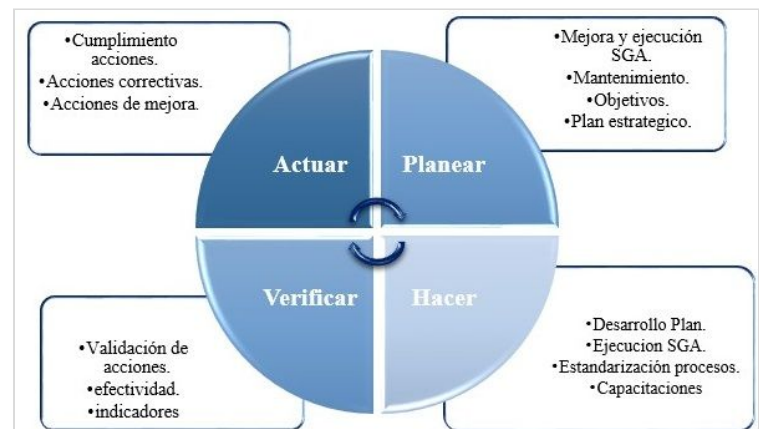 •Cumplimiento
acciones.
•Acciones correctivas.
•Acciones de mejora.
•Mejora y ejecución
SGA.
•Mantenimiento.
•Objetivos.
•Plan estrategico.
Actuar
Planear
Verificar
Hacer
•Validación de
acciones.
•efectividad.
•indicadores
•Desarrollo Plan.
•Ejecucion SGA.
•Estandarización procesos.
•Capacitaciones